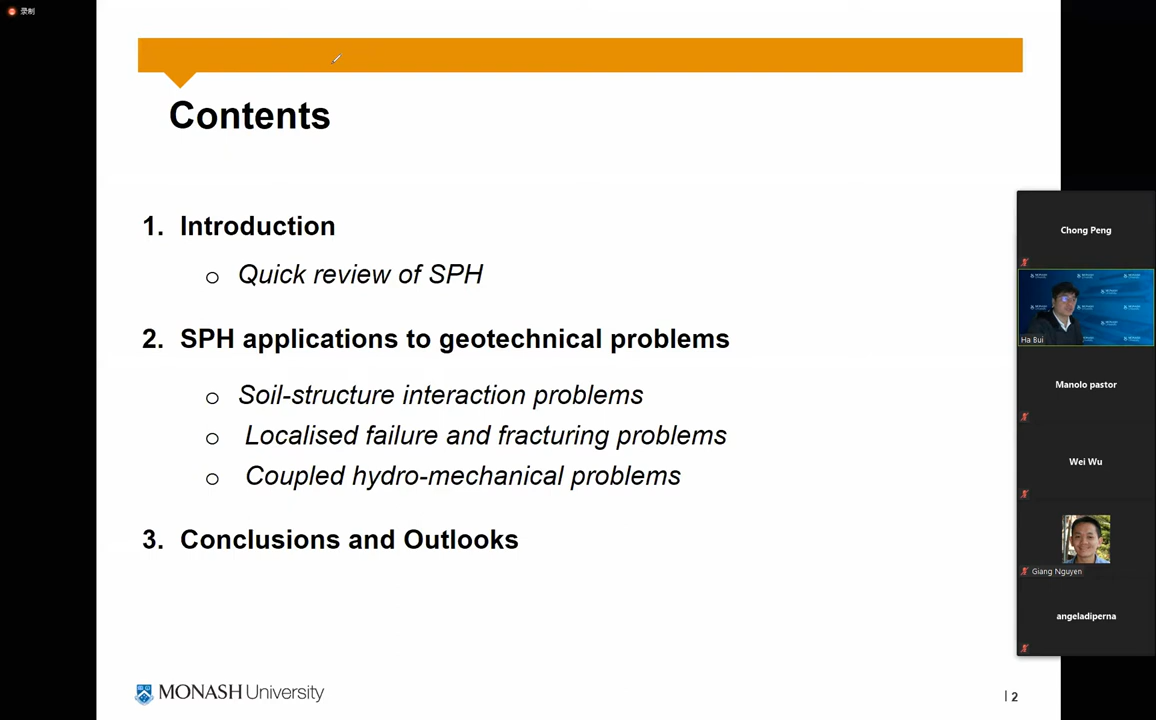 录制
Contents
1. Introduction
o Quick review of SPH
2. SPH applications to geotechnical problems
o Soil-structure interaction problems
o Localised failure and fracturing problems
o Coupled hydro-mechanical problems
3. Conclusions and Outlooks
MONASH University
| 2
Chong Peng
Ha Bui
Manolo pastor
Wei Wu
Giang Nguyen
angeladiperna